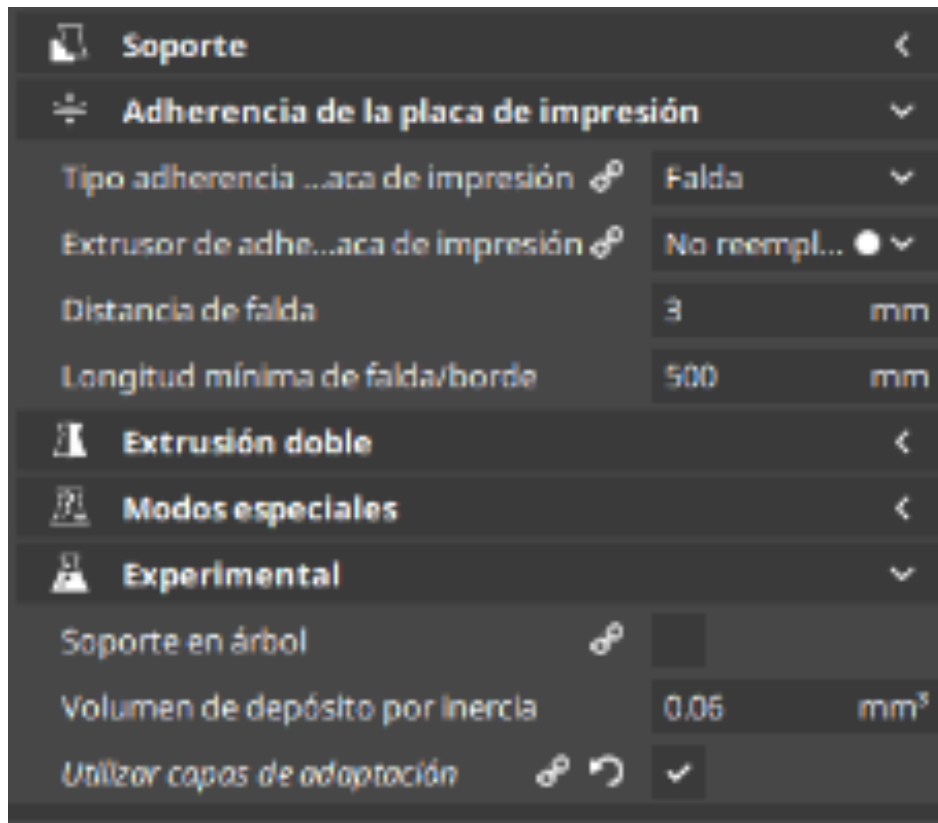 Soporte
Adherencia de la placa de impresión
Tipo adherencia ...aca de impresión Falda
Extrusor de adhe...aca de impresión No reempl...
Distancia de falda 3 mm
Longitud mínima de falda/borde 500 mm
Extrusión doble
Modos especiales
Experimental
Soporte en árbol
Volumen de depósito por inercia 0.06 mm³
Utilizar capas de adaptación